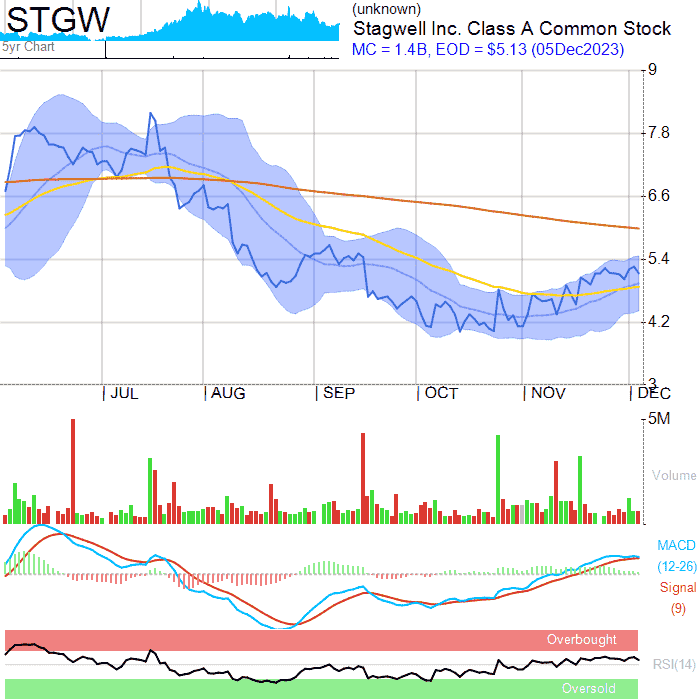 STGW
5yr Chart
(unknown)
Stagwell Inc. Class A Common Stock
MC = 1.4B, EOD = $5.13 (05Dec2023)
9
7.8
6.6
5.4
4.2
3
JUL
AUG
SEP
OCT
NOV
DEC
5M
Volume
MACD
(12-26)
Signal
(9)
Overbought
RSI(14)
Oversold